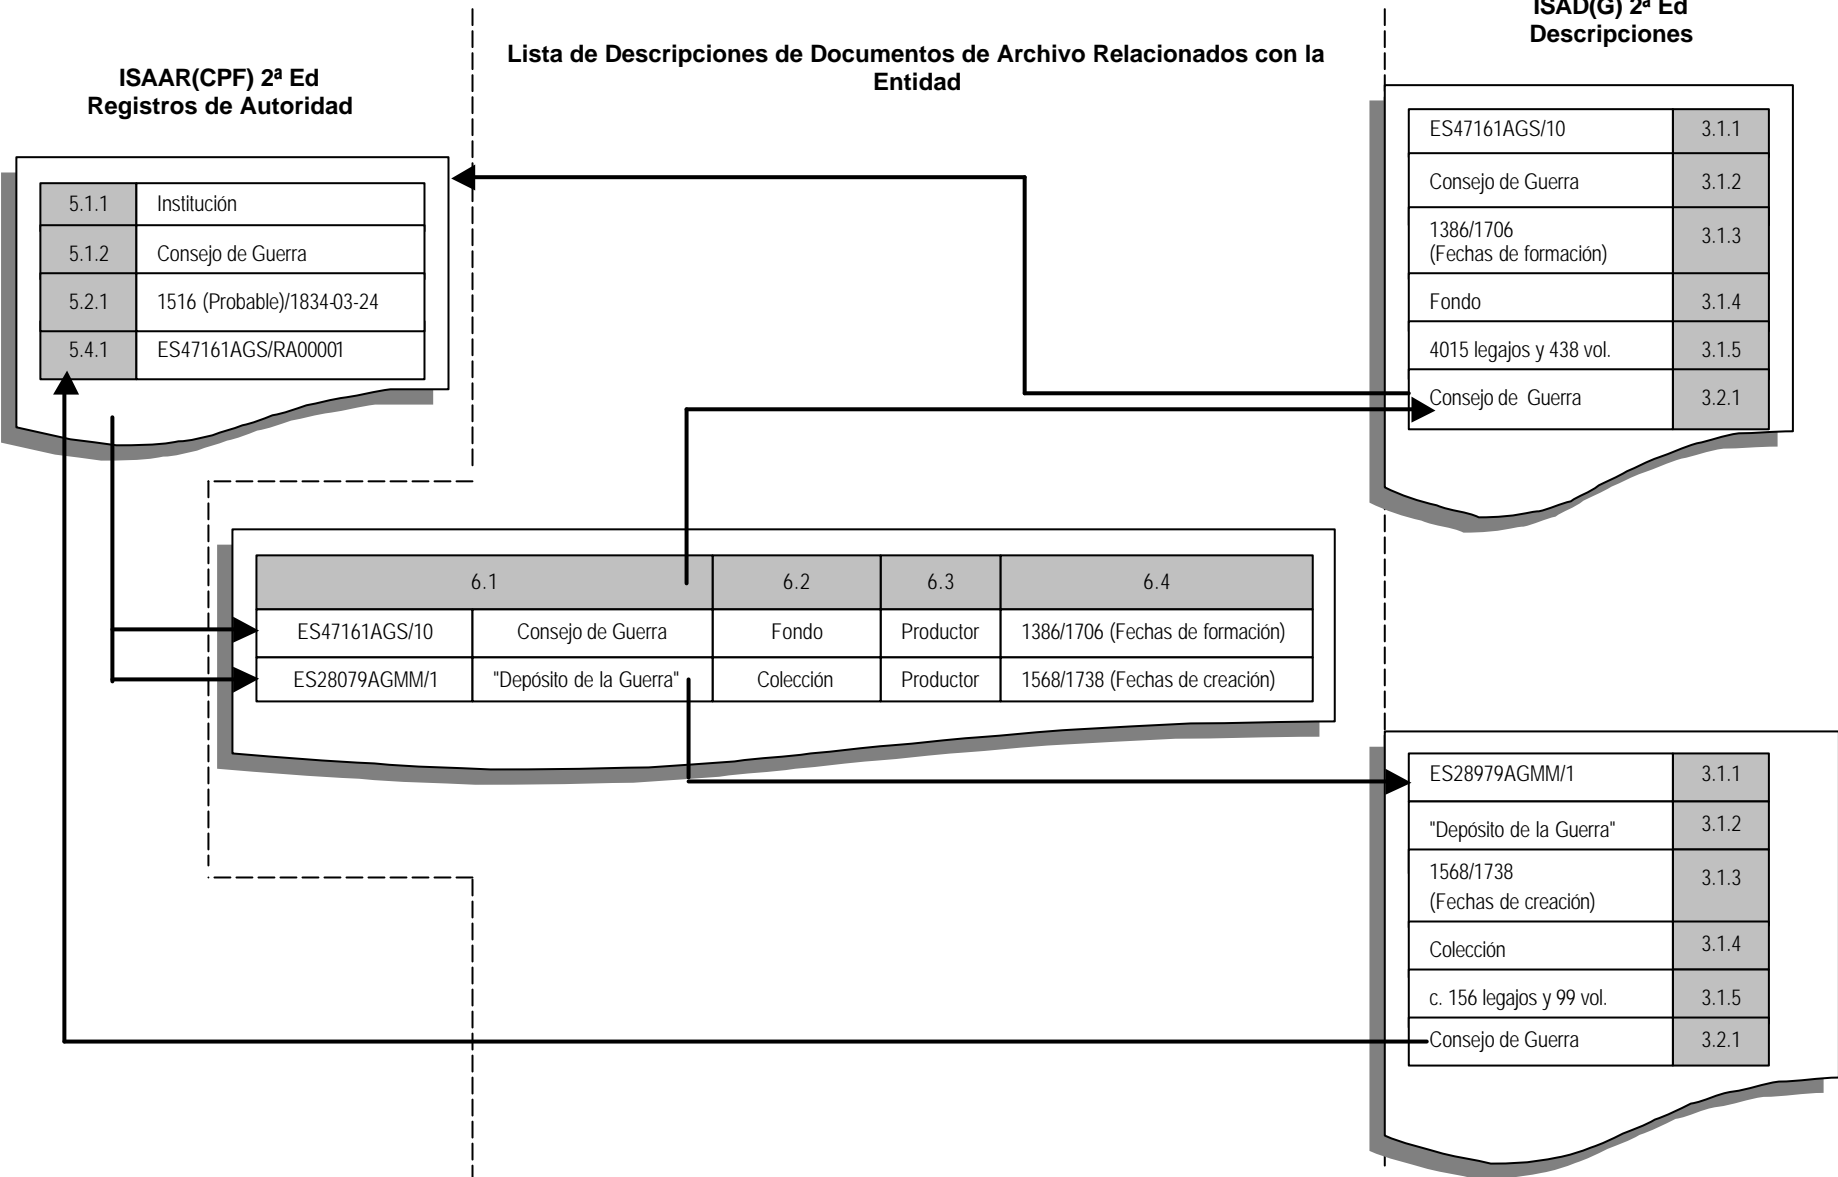 ISAD(G) 2ª Ed
Descripciones
Lista de Descripciones de Documentos de Archivo Relacionados con la
Entidad
ISAAR(CPF) 2ª Ed
Registros de Autoridad
5.1.1 Institución
5.1.2 Consejo de Guerra
5.2.1 1516 (Probable)/1834-03-24
5.4.1 ES47161AGS/RA00001
ES47161AGS/10 3.1.1
Consejo de Guerra 3.1.2
1386/1706
(Fechas de formación) 3.1.3
Fondo 3.1.4
4015 legajos y 438 vol. 3.1.5
Consejo de Guerra 3.2.1
6.1 6.2 6.3 6.4
ES47161AGS/10 Consejo de Guerra Fondo Productor 1386/1706 (Fechas de formación)
ES28079AGMM/1 "Depósito de la Guerra" Colección Productor 1568/1738 (Fechas de creación)
ES28979AGMM/1 3.1.1
"Depósito de la Guerra" 3.1.2
1568/1738
(Fechas de creación) 3.1.3
Colección 3.1.4
c. 156 legajos y 99 vol. 3.1.5
Consejo de Guerra 3.2.1